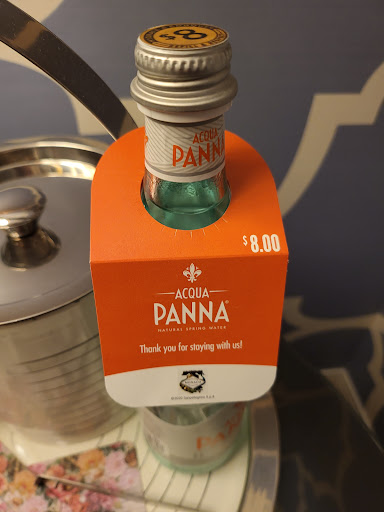 $8
ACQUA
PANNA
$8.00
ACQUA
PANNA®
NATURAL SPRING WATER
Thank you for staying with us!